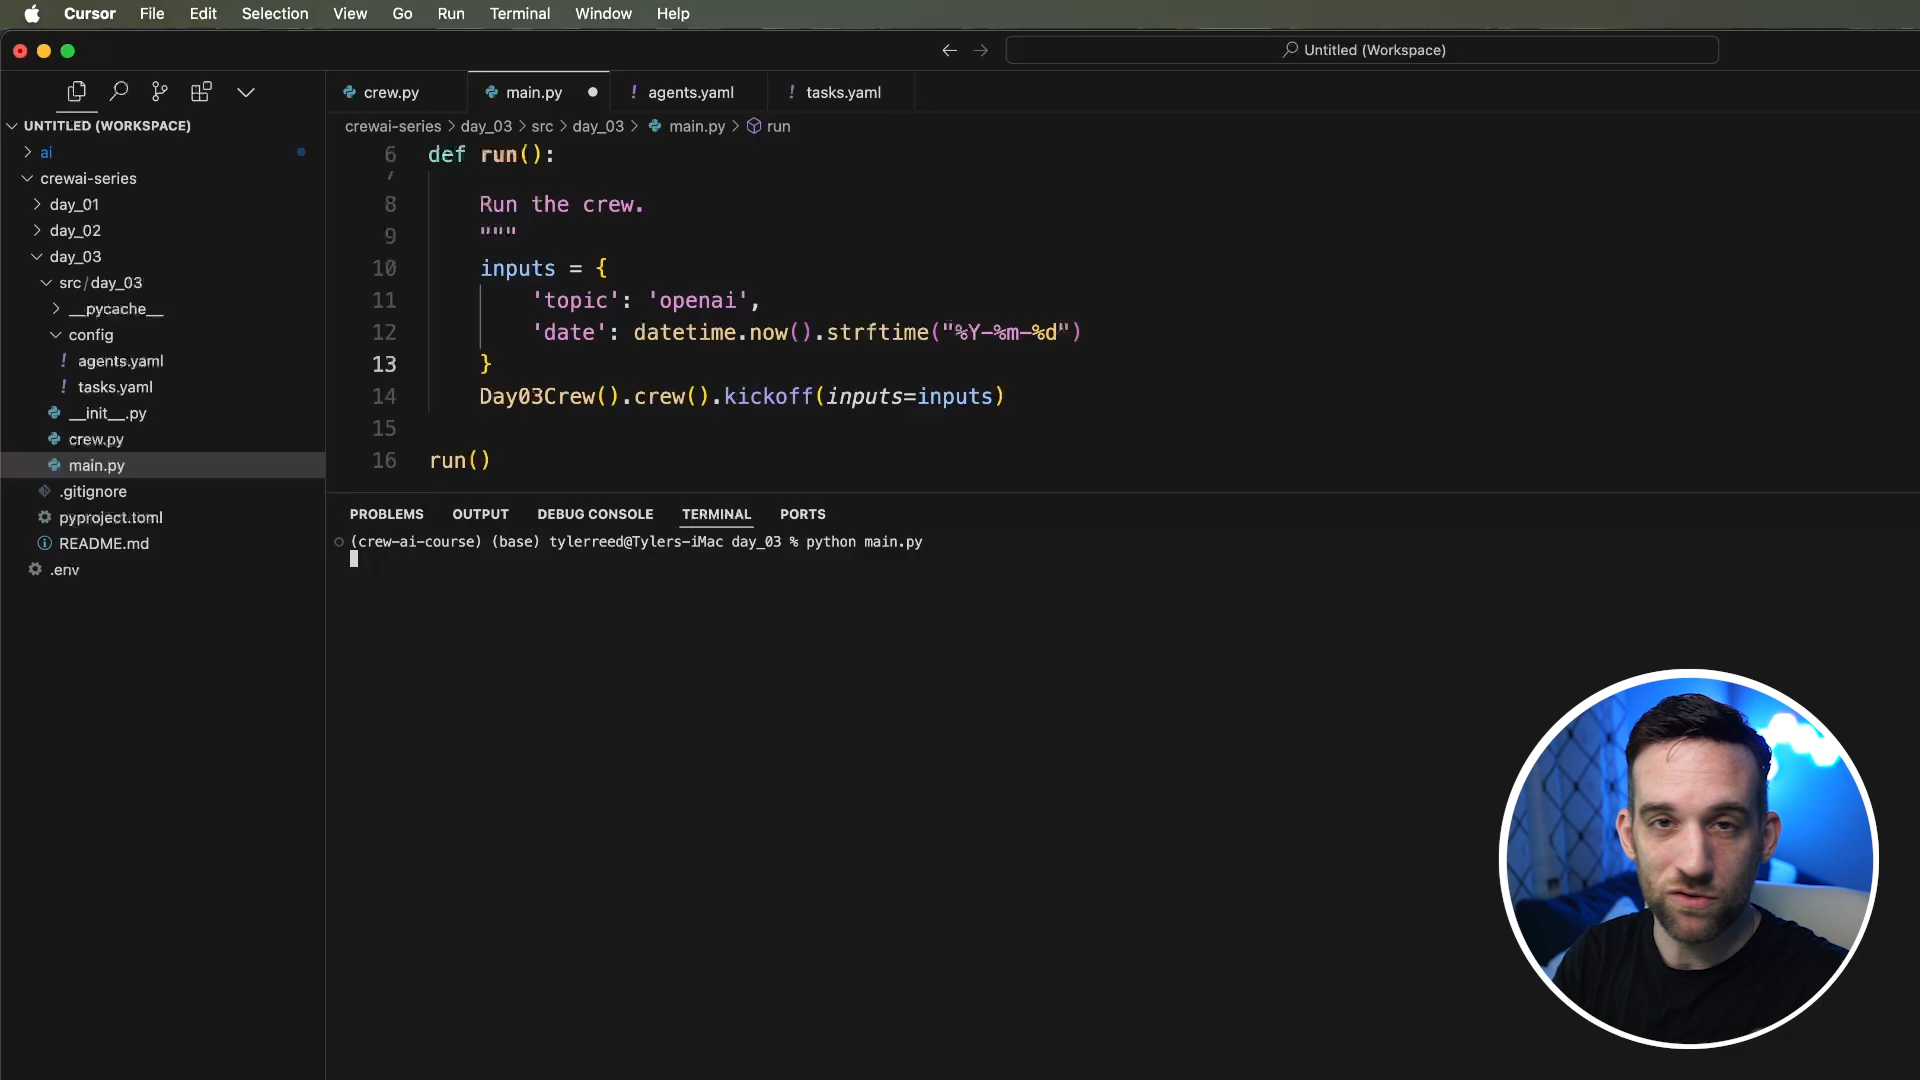 Cursor File Edit Selection View Go Run Terminal Window Help
Untitled (Workspace)
crew.py main.py agents.yaml tasks.yaml
UNTITLED (WORKSPACE)
ai
crewai-series
day_01
day_02
day_03
src/day_03
__pycache__
config
agents.yaml
tasks.yaml
__init__.py
crew.py
main.py
.gitignore
pyproject.toml
README.md
.env
crewai-series > day_03 > src > day_03 > main.py > run
6 def run():
7
8 Run the crew.
9 """
10 inputs = {
11 'topic': 'openai',
12 'date': datetime.now().strftime("%Y-%m-%d")
13 }
14 Day03Crew().crew().kickoff(inputs=inputs)
15
16 run()
PROBLEMS OUTPUT DEBUG CONSOLE TERMINAL PORTS
(crew-ai-course) (base) tylerreed@Tylers-iMac day_03 % python main.py